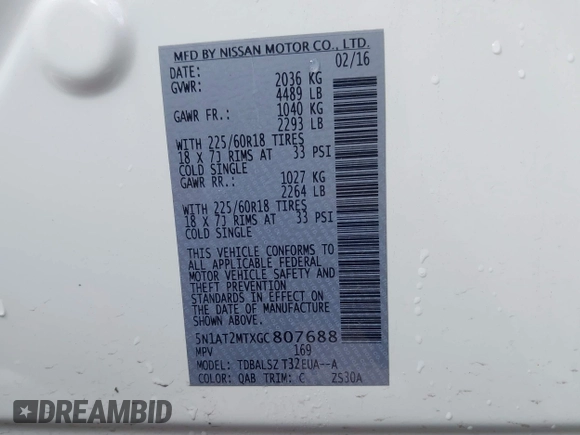 MFD BY NISSAN MOTOR CO., LTD.
DATE: 02/16
GVWR: 2036 KG
4489 LB
GAWR FR.: 1040 KG
2293 LB
WITH 225/60R18 TIRES
18 X 7J RIMS AT 33 PSI
COLD SINGLE
GAWR RR.: 1027 KG
2264 LB
WITH 225/60R18 TIRES
18 X 7J RIMS AT 33 PSI
COLD SINGLE
THIS VEHICLE CONFORMS TO
ALL APPLICABLE FEDERAL
MOTOR VEHICLE SAFETY AND
THEFT PREVENTION
STANDARDS IN EFFECT ON
THE DATE OF MANUFACTURE
SHOWN ABOVE.
5N1AT2MTXGC807688
MPV 169
MODEL: TDBALSZ T32EUA--A
COLOR: QAB TRIM: C ZS30A
DREAMBID